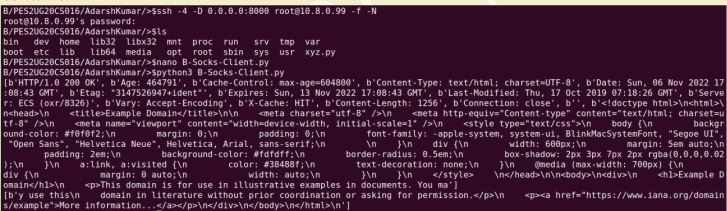 B/PES2UG20CS016/AdarshKumar/>$ssh -4 -D 0.0.0.0:8000 root@10.8.0.99 -f -N
root@10.8.0.99's password:
B/PES2UG20CS016/AdarshKumar/>$ls
bin   dev  home  lib32  libx32  mnt  proc  run   srv  tmp  var
boot  etc  lib   lib64  media   opt  root  sbin  sys  usr  xyz.py
B/PES2UG20CS016/AdarshKumar/>$nano B-Socks-Client.py
B/PES2UG20CS016/AdarshKumar/>$python3 B-Socks-Client.py
[b'HTTP/1.0 200 OK', b'Age: 464791', b'Cache-Control: max-age=604800', b'Content-Type: text/html; charset=UTF-8', b'Date: Sun, 06 Nov 2022 17
:08:43 GMT', b'Etag: "3147526947+ident"', b'Expires: Sun, 13 Nov 2022 17:08:43 GMT', b'Last-Modified: Thu, 17 Oct 2019 07:18:26 GMT', b'Serve
r: ECS (oxr/8326)', b'Vary: Accept-Encoding', b'X-Cache: HIT', b'Content-Length: 1256', b'Connection: close', b'', b'<!doctype html>\n<html>\
n<head>\n    <title>Example Domain</title>\n\n    <meta charset="utf-8" />\n    <meta http-equiv="Content-type" content="text/html; charset=u
tf-8" />\n    <meta name="viewport" content="width=device-width, initial-scale=1" />\n    <style type="text/css">\n    body {\n        backgr
ound-color: #f0f0f2;\n        margin: 0;\n        padding: 0;\n        font-family: -apple-system, system-ui, BlinkMacSystemFont, "Segoe UI",
 "Open Sans", "Helvetica Neue", Helvetica, Arial, sans-serif;\n        \n    }\n    div {\n        width: 600px;\n        margin: 5em auto;\n
        padding: 2em;\n        background-color: #fdfdff;\n        border-radius: 0.5em;\n        box-shadow: 2px 3px 7px 2px rgba(0,0,0,0.02
);\n    }\n    a:link, a:visited {\n        color: #38488f;\n        text-decoration: none;\n    }\n    @media (max-width: 700px) {\n
div {\n            margin: 0 auto;\n            width: auto;\n        }\n    }\n    </style>    \n</head>\n\n<body>\n<div>\n    <h1>Example D
omain</h1>\n    <p>This domain is for use in illustrative examples in documents. You ma']
[b'y use this\n    domain in literature without prior coordination or asking for permission.</p>\n    <p><a href="https://www.iana.org/domain
s/example">More information...</a></p>\n</div>\n</body>\n</html>\n']